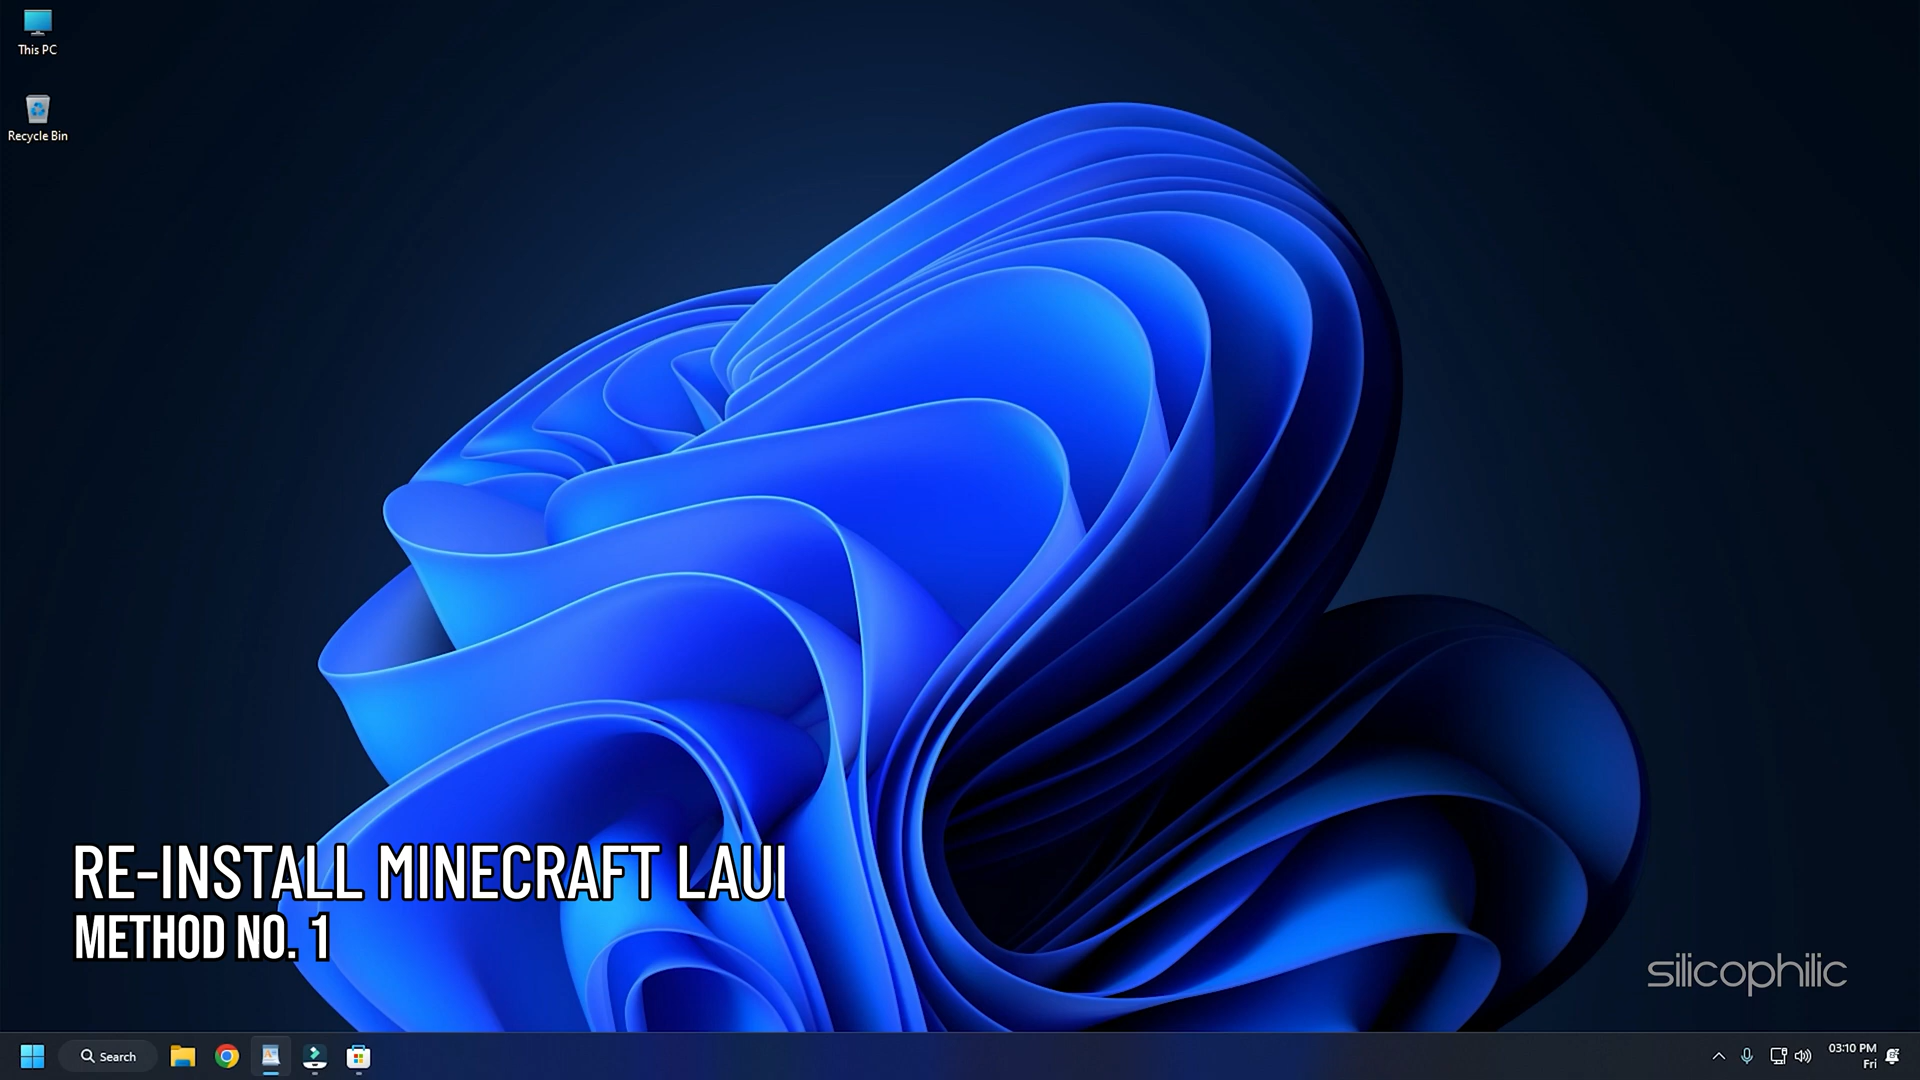 This PC
Recycle Bin
RE-INSTALL MINECRAFT LAU
METHOD NO. 1
silicophilic
Search
03:10 PM
Fri